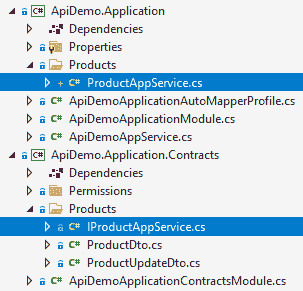 C# ApiDemo.Application
Dependencies
Properties
Products
+ C# ProductAppService.cs
C# ApiDemoApplicationAutoMapperProfile.cs
C# ApiDemoApplicationModule.cs
C# ApiDemoAppService.cs
C# ApiDemo.Application.Contracts
Dependencies
Permissions
Products
C# IProductAppService.cs
C# ProductDto.cs
C# ProductUpdateDto.cs
C# ApiDemoApplicationContractsModule.cs